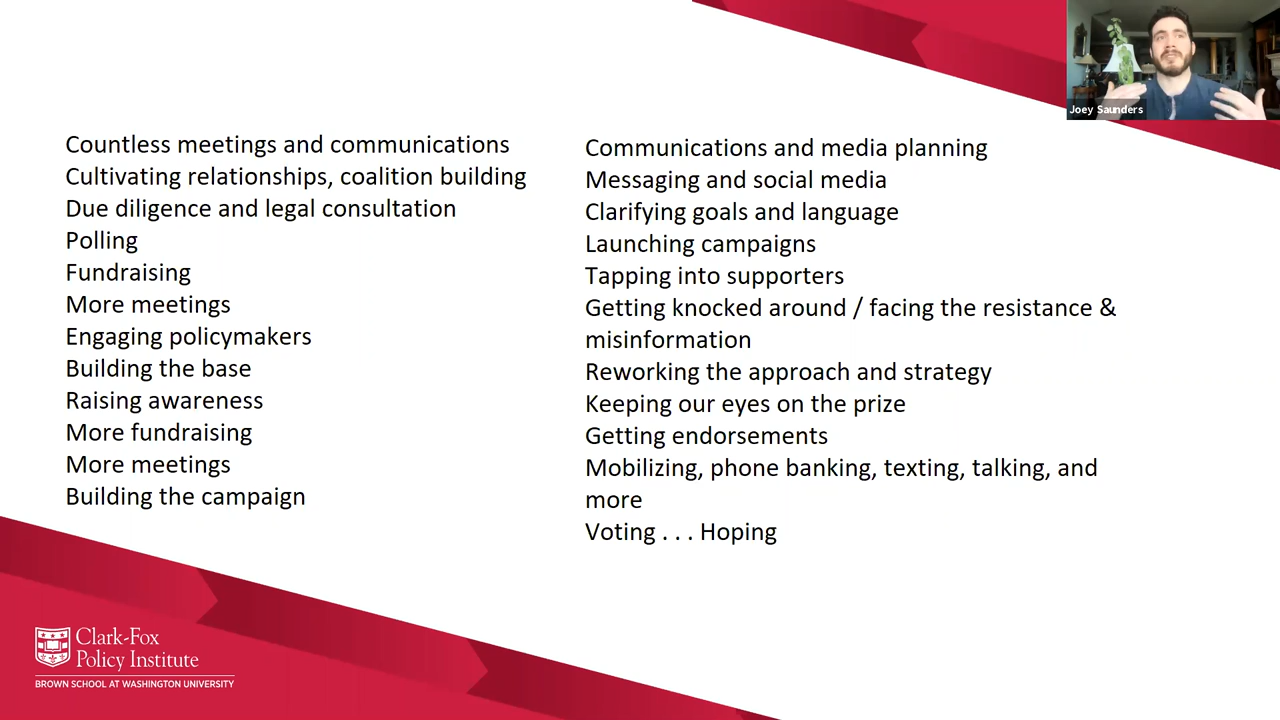 Countless meetings and communications
Cultivating relationships, coalition building
Due diligence and legal consultation
Polling
Fundraising
More meetings
Engaging policymakers
Building the base
Raising awareness
More fundraising
More meetings
Building the campaign
Communications and media planning
Messaging and social media
Clarifying goals and language
Launching campaigns
Tapping into supporters
Getting knocked around / facing the resistance &
misinformation
Reworking the approach and strategy
Keeping our eyes on the prize
Getting endorsements
Mobilizing, phone banking, texting, talking, and
more
Voting . . . Hoping
Joey Saunders
Clark-Fox
Policy Institute
BROWN SCHOOL AT WASHINGTON UNIVERSITY